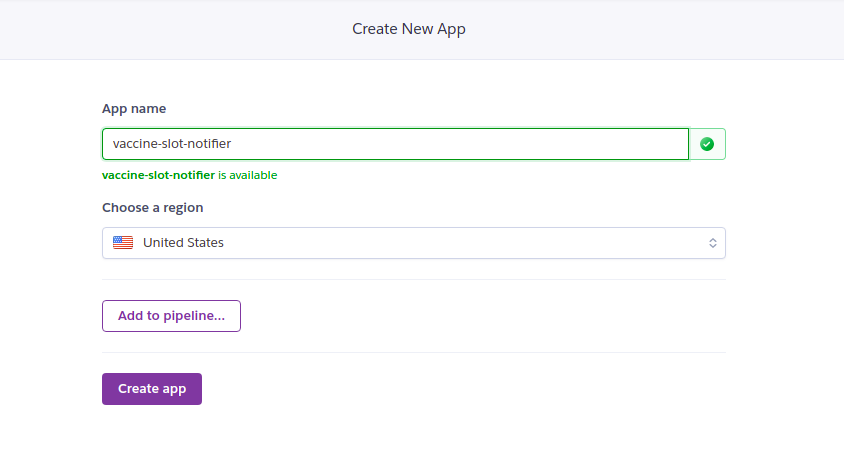 Create New App
App name
vaccine-slot-notifier
vaccine-slot-notifier is available
Choose a region
United States
Add to pipeline...
Create app